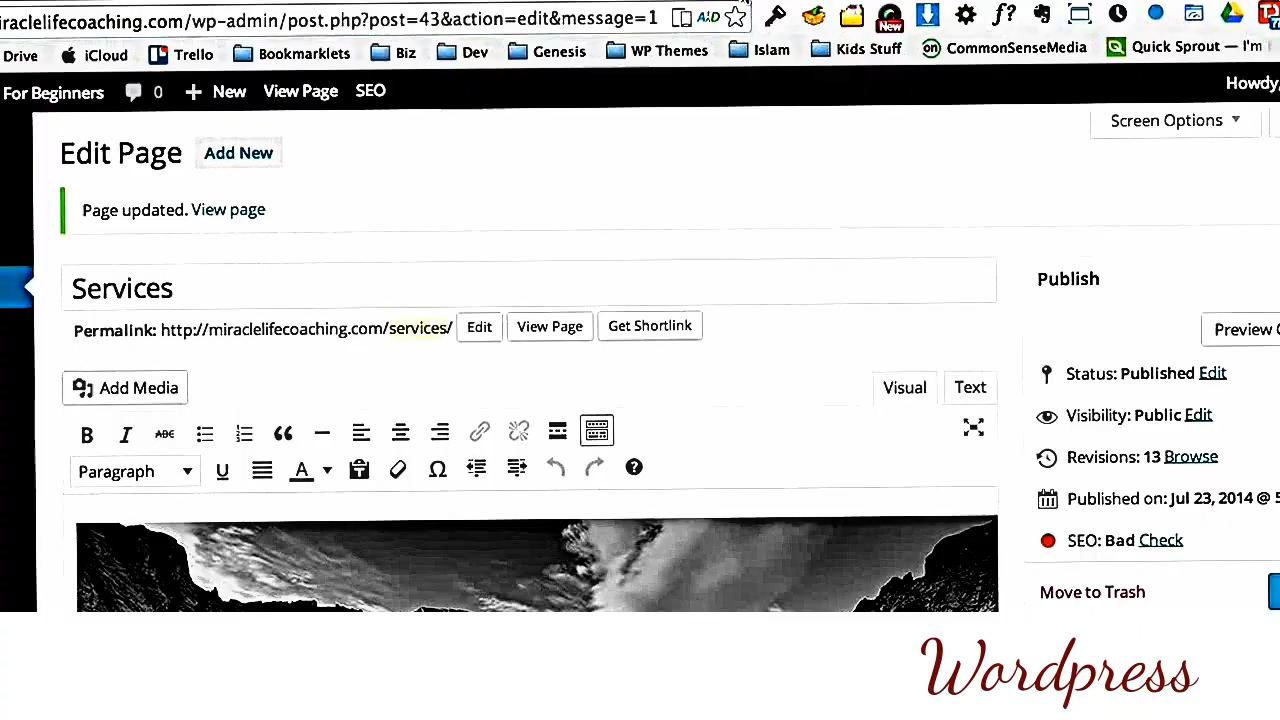 iraclelifecoaching.com/wp-admin/post.php?post=43&action=edit&message=1
New
Drive iCloud Trello Bookmarklets Biz Dev Genesis WP Themes Islam Kids Stuff on CommonSenseMedia Quick Sprout — I'm
For Beginners 0 New View Page SEO Howdy,
Screen Options
Edit Page Add New
Page updated. View page
Services
Publish
Permalink: http://miraclelifecoaching.com/services/ Edit View Page Get Shortlink
Preview C
Status: Published Edit
Add Media Visual Text
Visibility: Public Edit
B I ABC
Revisions: 13 Browse
Paragraph U A Ω ?
Published on: Jul 23, 2014 @ 5
SEO: Bad Check
Move to Trash
Wordpress